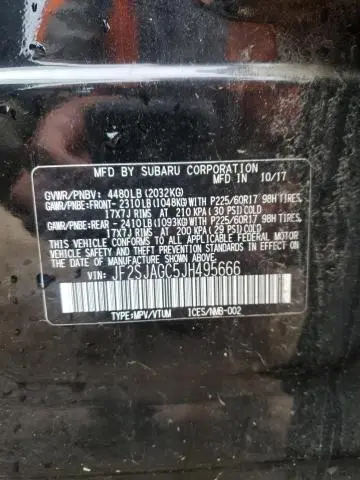 MFD. BY SUBARU CORPORATION
MADE IN JAPAN 10/17
GVWR/PNBV: 4480LB (2032KG)
GAWR/PNBE:FRONT-2310LB(1048KG)WITH P225/60R17 98H TIRES
17X7J RIMS AT 210 KPA(30 PSI)COLD
GAWR/PNBE:REAR -2410LB(1093KG)WITH P225/60R17 98H TIRES
17X7J RIMS AT 200 KPA(29 PSI)COLD
THIS VEHICLE CONFORMS TO ALL APPLICABLE FEDERAL MOTOR
VEHICLE SAFETY AND THEFT PREVENTION STANDARDS IN
EFFECT ON THE DATE OF MANUFACTURE SHOWN ABOVE.
VIN: JF2SJAGC5JH495666
TYPE:MPV/VTUM 1CES/NMB-002